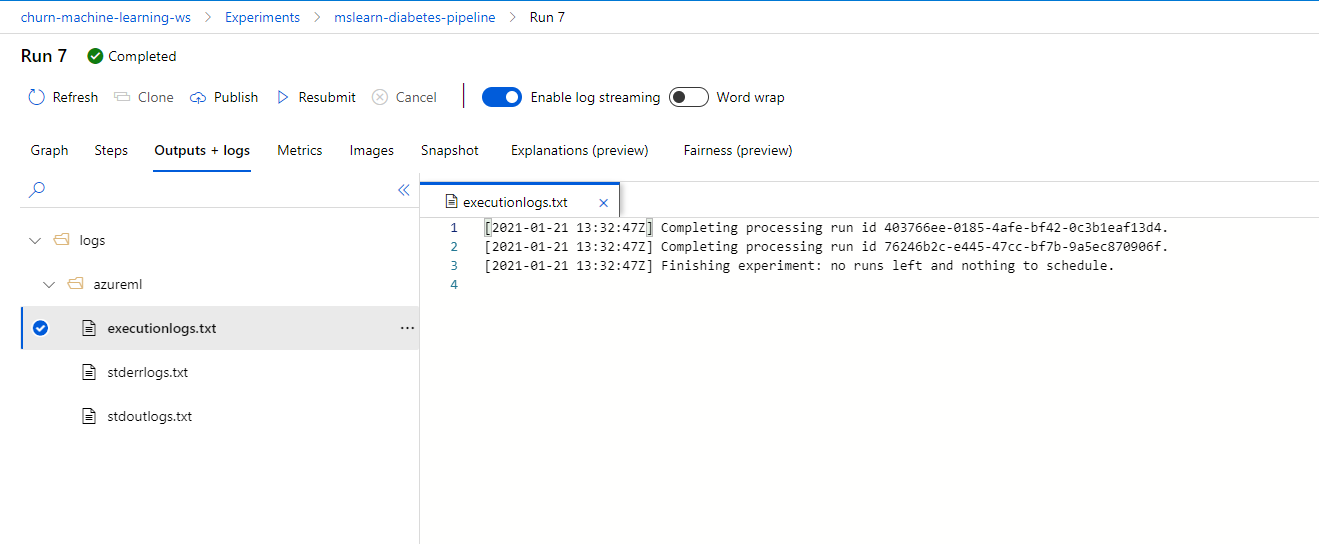 churn-machine-learning-ws > Experiments > mslearn-diabetes-pipeline > Run 7
Run 7 Completed
Refresh Clone Publish Resubmit Cancel Enable log streaming Word wrap
Graph Steps Outputs + logs Metrics Images Snapshot Explanations (preview) Fairness (preview)
executionlogs.txt
logs
azureml
executionlogs.txt
stderrlogs.txt
stdoutlogs.txt
1 [2021-01-21 13:32:47Z] Completing processing run id 403766ee-0185-4afe-bf42-0c3b1eaf13d4.
2 [2021-01-21 13:32:47Z] Completing processing run id 76246b2c-e445-47cc-bf7b-9a5ec870906f.
3 [2021-01-21 13:32:47Z] Finishing experiment: no runs left and nothing to schedule.
4